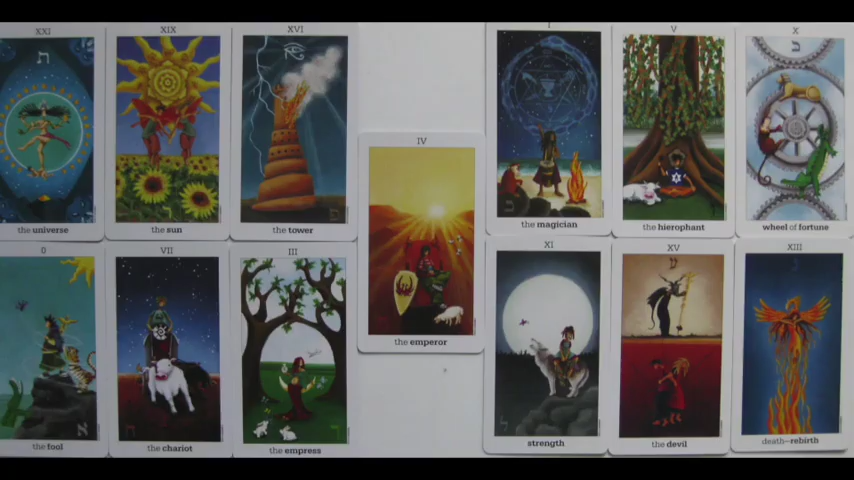 XXI
the universe
XIX
the sun
XVI
the tower
I
the magician
V
the hierophant
X
wheel of fortune
IV
the emperor
0
the fool
VII
the chariot
III
the empress
XI
strength
XV
the devil
XIII
death—rebirth
ת
א